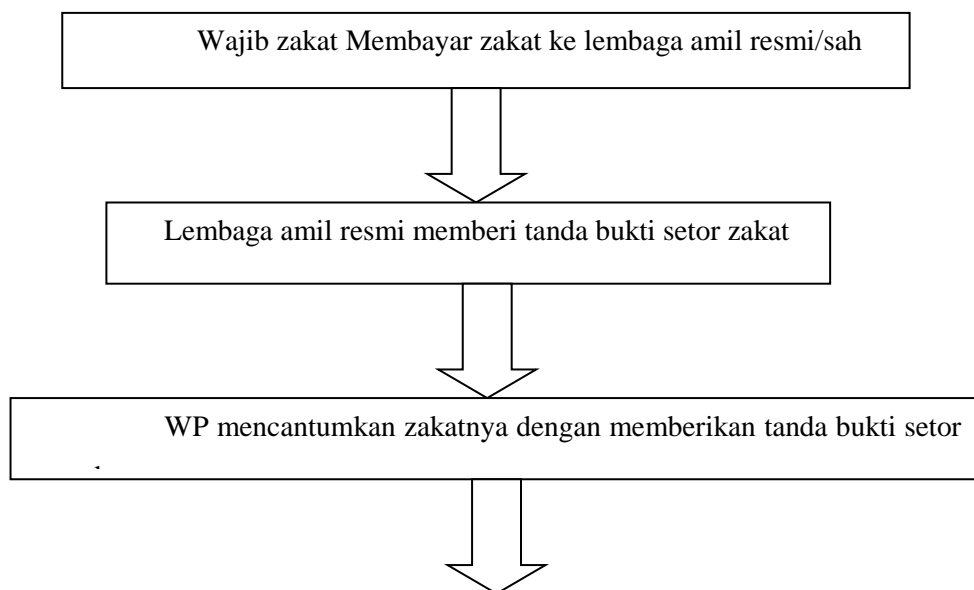 Wajib zakat Membayar zakat ke lembaga amil resmi/sah
Lembaga amil resmi memberi tanda bukti setor zakat
WP mencantumkan zakatnya dengan memberikan tanda bukti setor